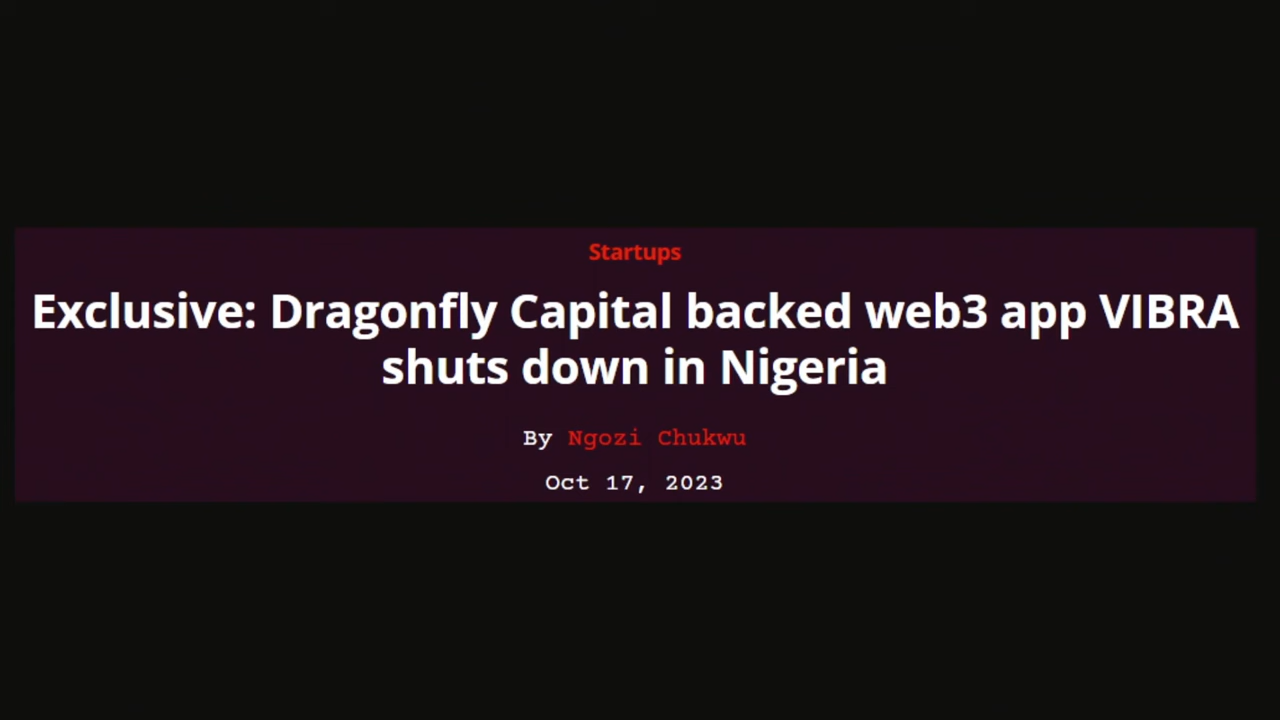 Startups
Exclusive: Dragonfly Capital backed web3 app VIBRA
shuts down in Nigeria
By Ngozi Chukwu
Oct 17, 2023